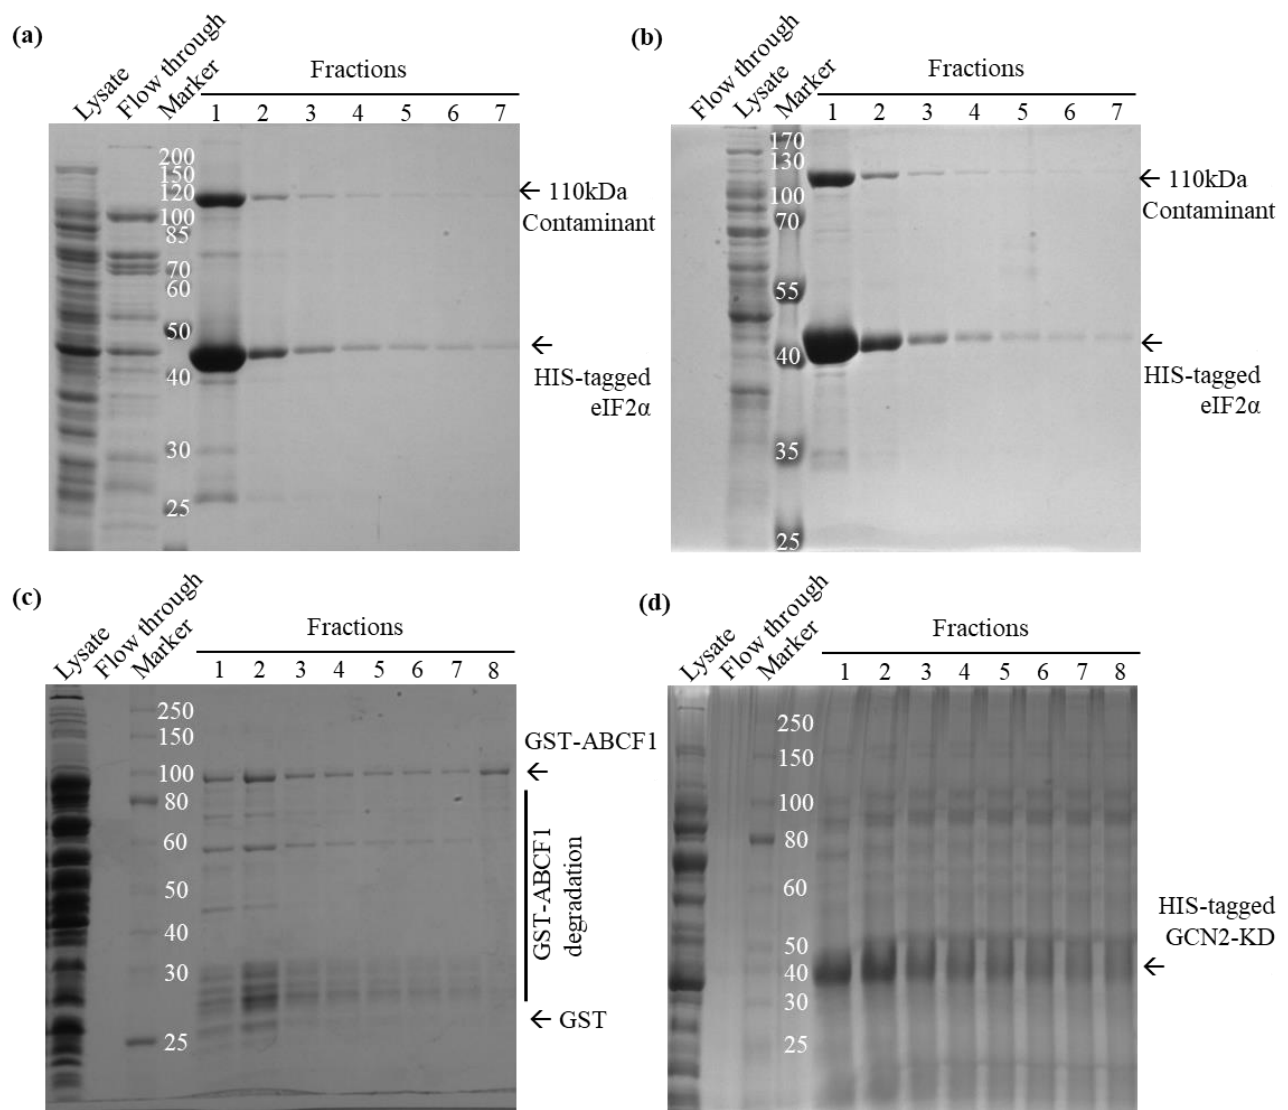 (a)
Lysate
Flow through
Marker
Fractions
1 2 3 4 5 6 7
200
150
120
100
85
70
60
50
40
30
25
← 110kDa
Contaminant
←
HIS-tagged
eIF2α
(b)
Flow through
Lysate
Marker
Fractions
1 2 3 4 5 6 7
170
130
100
70
55
40
35
25
← 110kDa
Contaminant
←
HIS-tagged
eIF2α
(c)
Lysate
Flow through
Marker
Fractions
1 2 3 4 5 6 7 8
250
150
100
80
60
50
40
30
25
GST-ABCF1
←
GST-ABCF1
degradation
← GST
(d)
Lysate
Flow through
Marker
Fractions
1 2 3 4 5 6 7 8
250
150
100
80
60
50
40
30
25
HIS-tagged
GCN2-KD
←